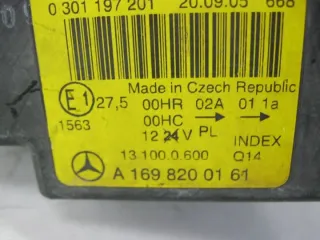 0 301 197 201 20.09.05 668
Made in Czech Republic
E1 27,5 00HR 02A 01 1a
1563 00HC → →
12 24V PL INDEX
13 100.0.600 Q14
A 169 820 01 61